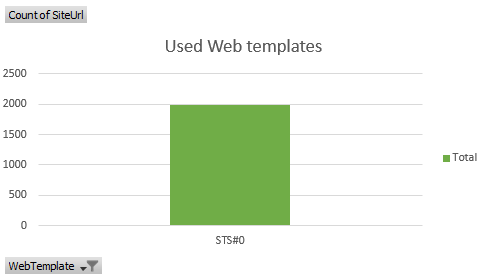 Count of SiteUrl
Used Web templates
2500
2000
1500
1000
500
0
STS#0
Total
WebTemplate